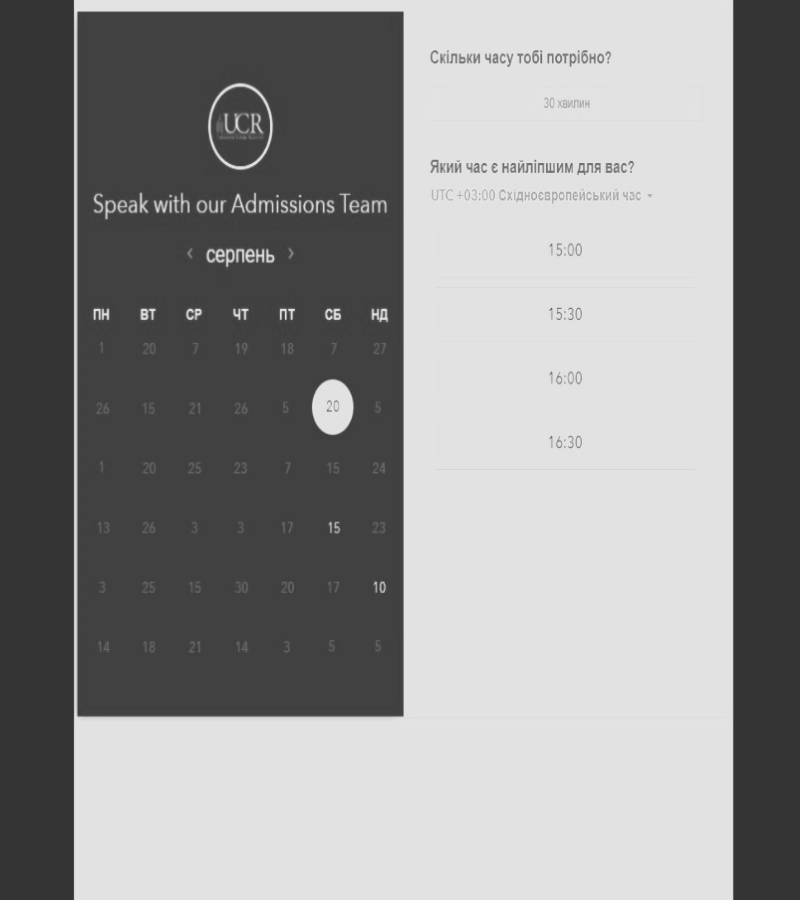 UCR
Speak with our Admissions Team
‹ серпень ›
ПН ВТ СР ЧТ ПТ СБ НД
1 20 7 19 18 7 27
26 15 21 26 5 20 5
1 20 25 23 7 15 24
13 26 3 3 17 15 23
3 25 15 30 20 17 10
14 18 21 14 3 5 5
Скільки часу тобі потрібно?
30 хвилин
Який час є найліпшим для вас?
UTC +03:00 Східноєвропейський час
15:00
15:30
16:00
16:30